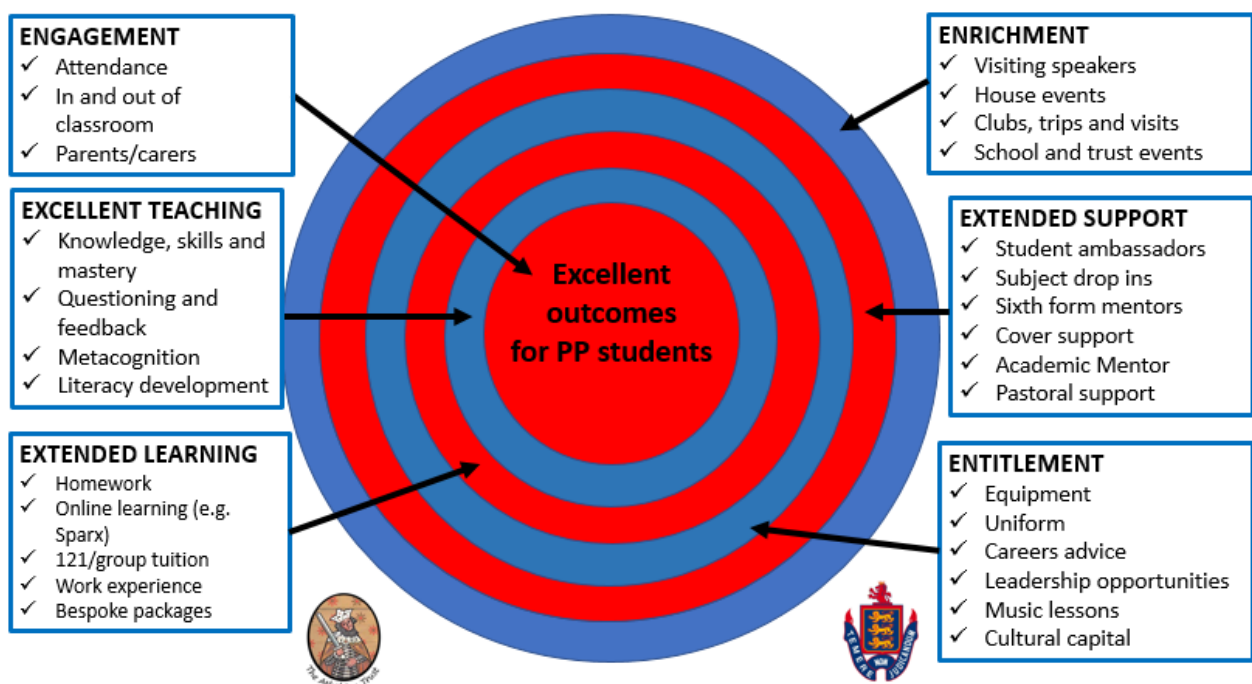 ENGAGEMENT
✓ Attendance
✓ In and out of
classroom
✓ Parents/carers
EXCELLENT TEACHING
✓ Knowledge, skills and
mastery
✓ Questioning and
feedback
✓ Metacognition
✓ Literacy development
EXTENDED LEARNING
✓ Homework
✓ Online learning (e.g.
Sparx)
✓ 121/group tuition
✓ Work experience
✓ Bespoke packages
Excellent
outcomes
for PP students
ENRICHMENT
✓ Visiting speakers
✓ House events
✓ Clubs, trips and visits
✓ School and trust events
EXTENDED SUPPORT
✓ Student ambassadors
✓ Subject drop ins
✓ Sixth form mentors
✓ Cover support
✓ Academic Mentor
✓ Pastoral support
ENTITLEMENT
✓ Equipment
✓ Uniform
✓ Careers advice
✓ Leadership opportunities
✓ Music lessons
✓ Cultural capital
TEMERE JUDICANDUM